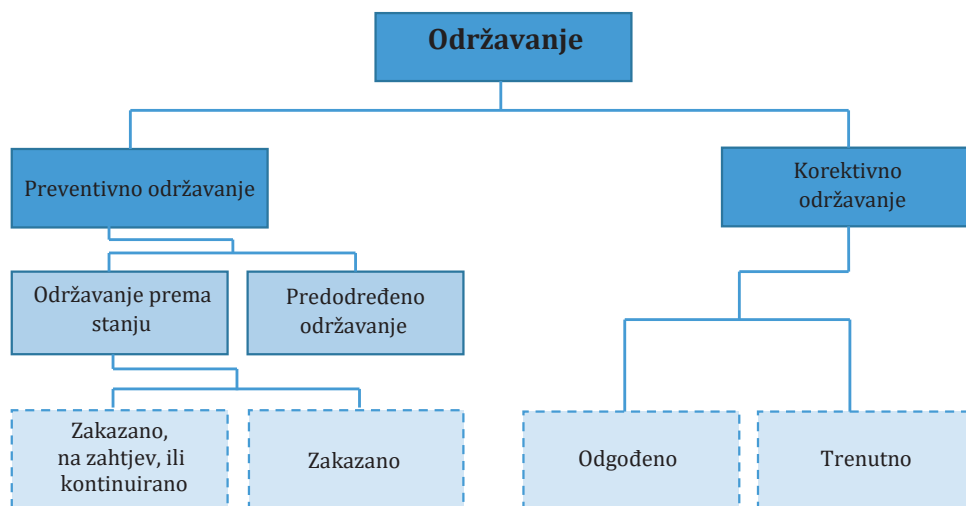 Održavanje
Preventivno održavanje
Korektivno
održavanje
Održavanje prema
stanju
Predodređeno
održavanje
Zakazano,
na zahtjev, ili
kontinuirano
Zakazano
Odgođeno
Trenutno